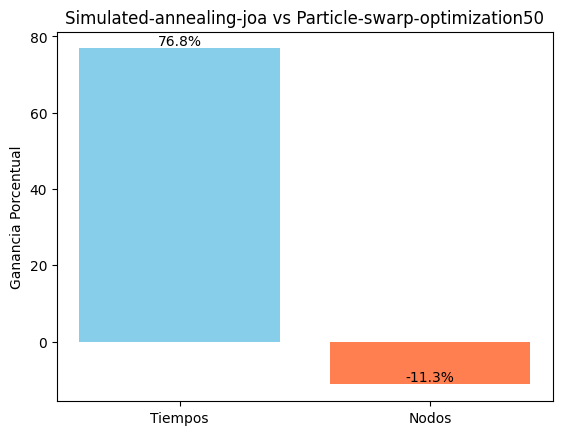 Simulated-annealing-joa vs Particle-swarp-optimization50
Ganancia Porcentual
80
60
40
20
0
76.8%
-11.3%
Tiempos
Nodos